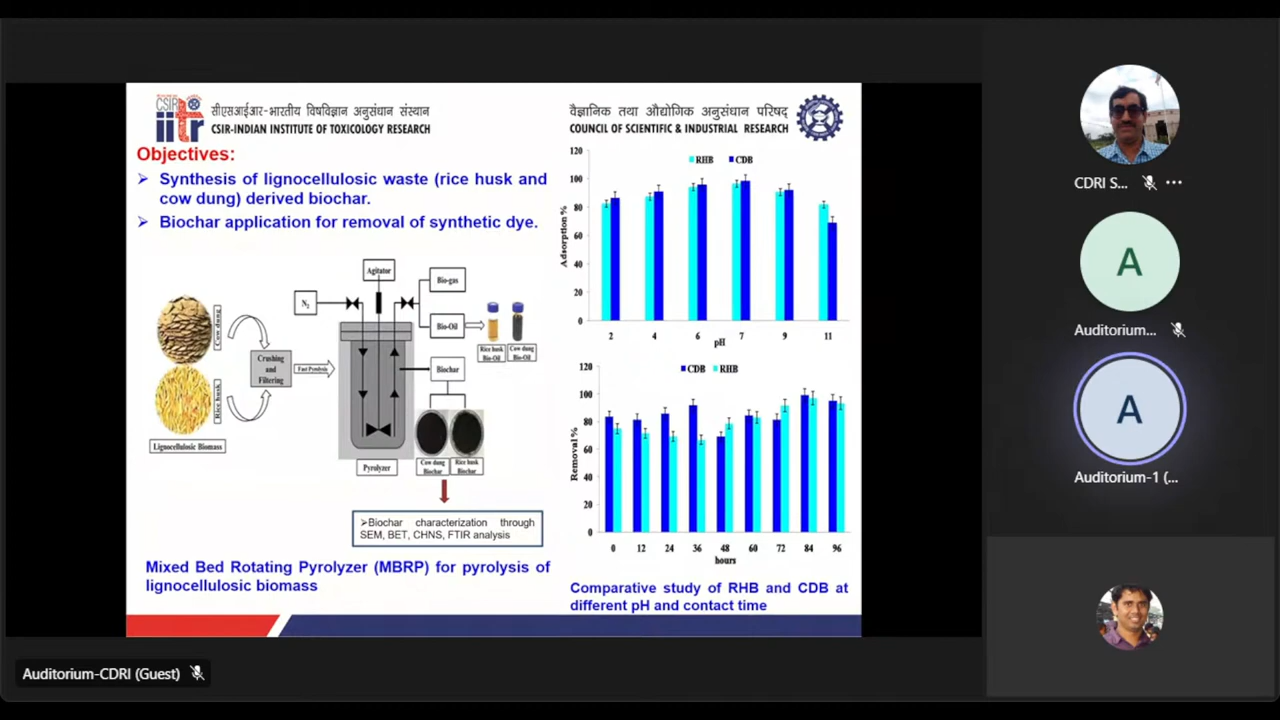 CSIR
iitr
सीएसआईआर-भारतीय विषविज्ञान अनुसंधान संस्थान
CSIR-INDIAN INSTITUTE OF TOXICOLOGY RESEARCH
वैज्ञानिक तथा औद्योगिक अनुसंधान परिषद्
COUNCIL OF SCIENTIFIC & INDUSTRIAL RESEARCH
Objectives:
Synthesis of lignocellulosic waste (rice husk and
cow dung) derived biochar.
Biochar application for removal of synthetic dye.
Agitator
N2
Bio-gas
Bio-Oil
Rice husk
Bio-Oil
Cow dung
Bio-Oil
Cow dung
Crushing
and
Filtering
Fast Pyrolysis
Biochar
Rice husk
Lignocellulosic Biomass
Pyrolyzer
Cow dung
Biochar
Rice husk
Biochar
➢Biochar characterization through
SEM, BET, CHNS, FTIR analysis
Mixed Bed Rotating Pyrolyzer (MBRP) for pyrolysis of
lignocellulosic biomass
RHB CDB
Adsorption %
120
100
80
60
40
20
0
2 4 6 7 9 11
pH
CDB RHB
Removal %
120
100
80
60
40
20
0
0 12 24 36 48 60 72 84 96
hours
Comparative study of RHB and CDB at
different pH and contact time
CDRI S...
A
Auditorium...
A
Auditorium-1 (...
Auditorium-CDRI (Guest)